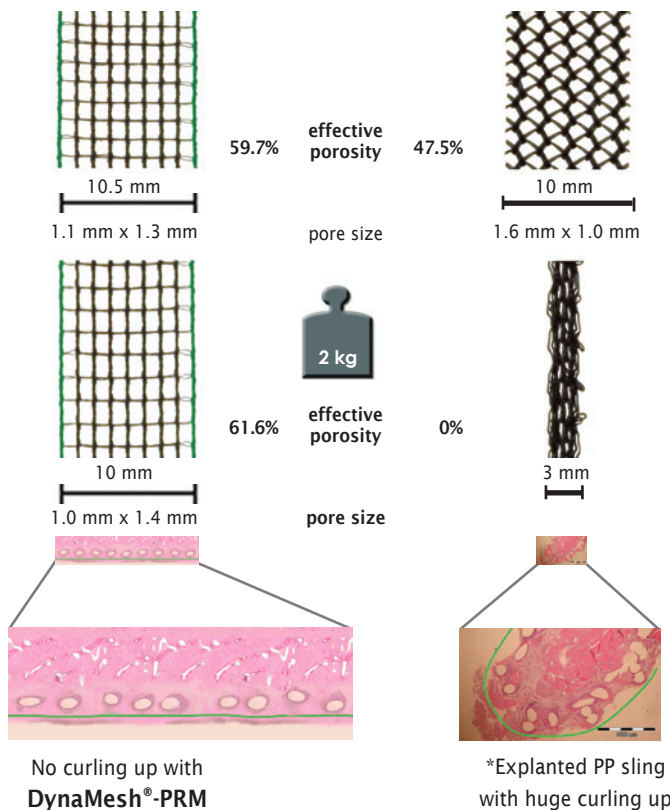 59.7%
effective
porosity
47.5%
10.5 mm
10 mm
1.1 mm x 1.3 mm
pore size
1.6 mm x 1.0 mm
2 kg
61.6%
effective
porosity
0%
10 mm
3 mm
1.0 mm x 1.4 mm
pore size
No curling up with
DynaMesh®-PRM
*Explanted PP sling
with huge curling up